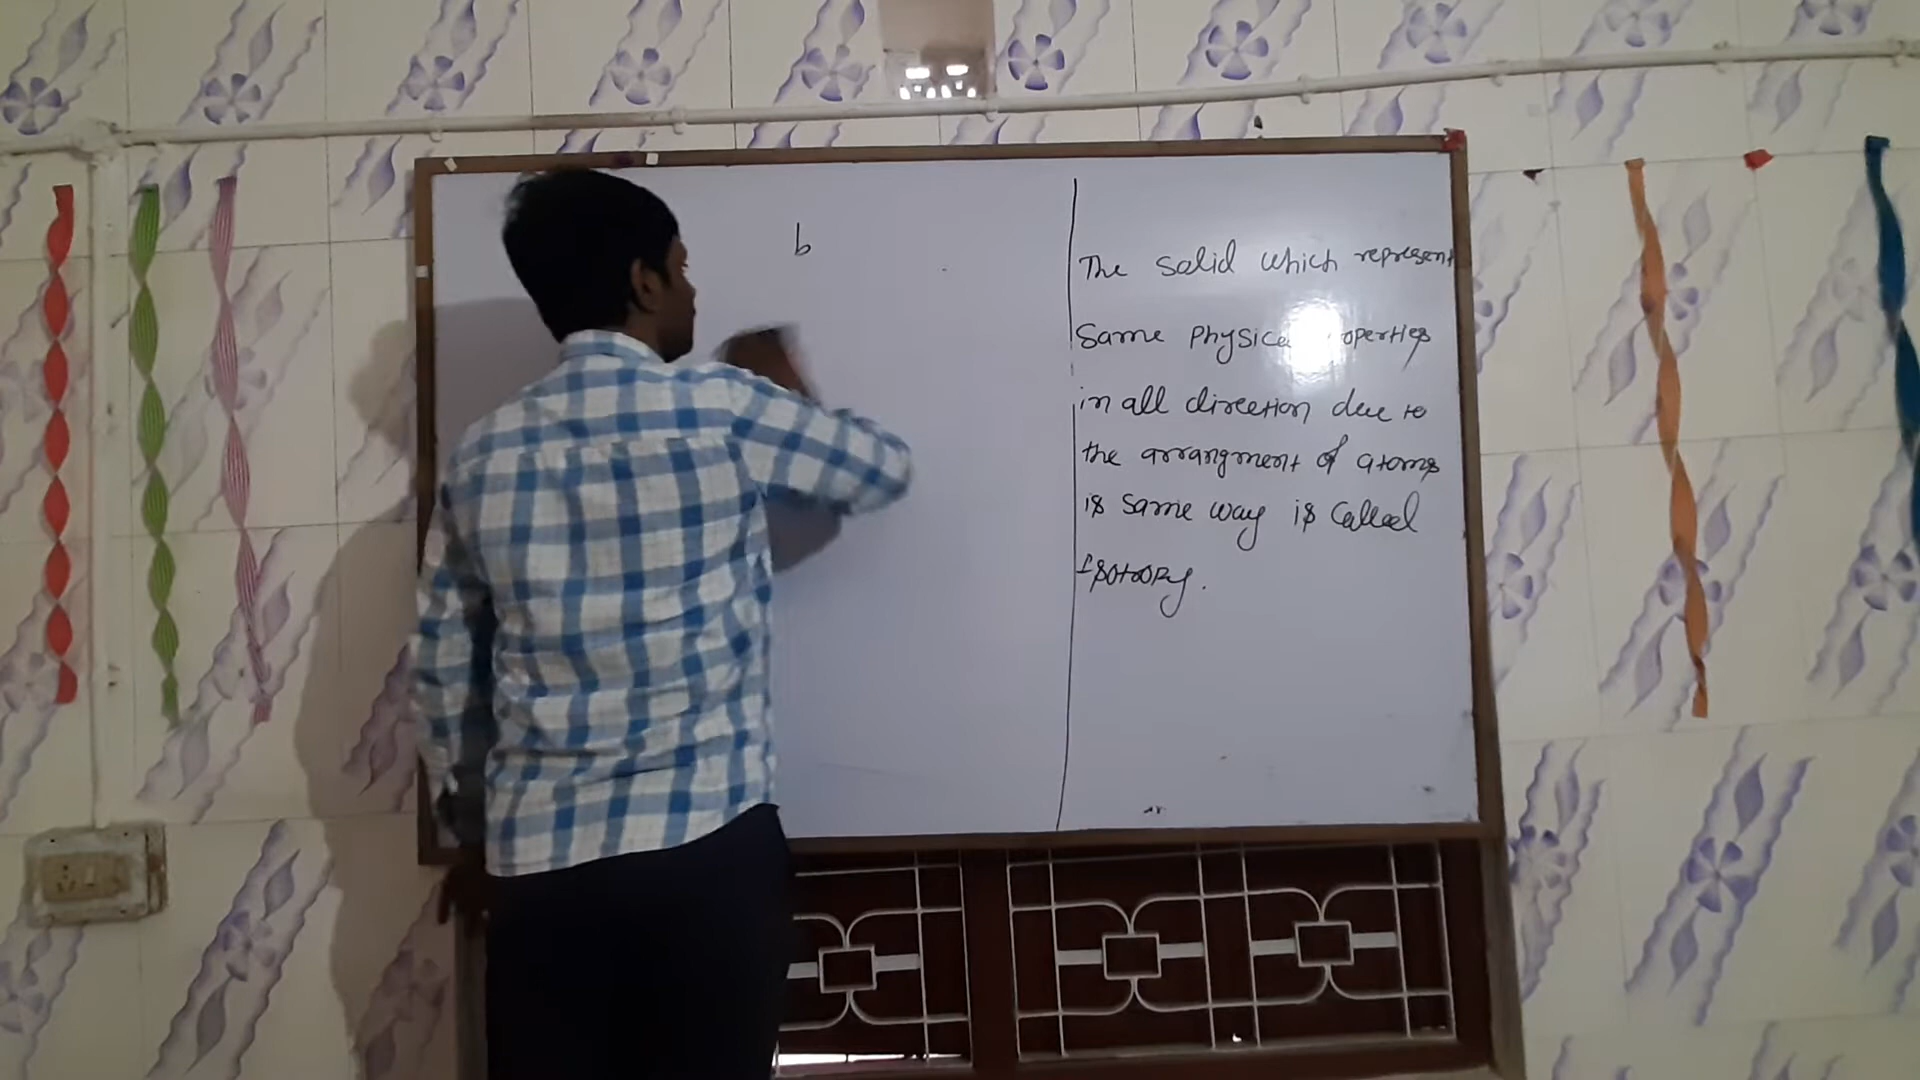 b
The solid which represent
Same Physical properties
in all direction due to
the arrangment of atoms
is same way is called
Isotropy.